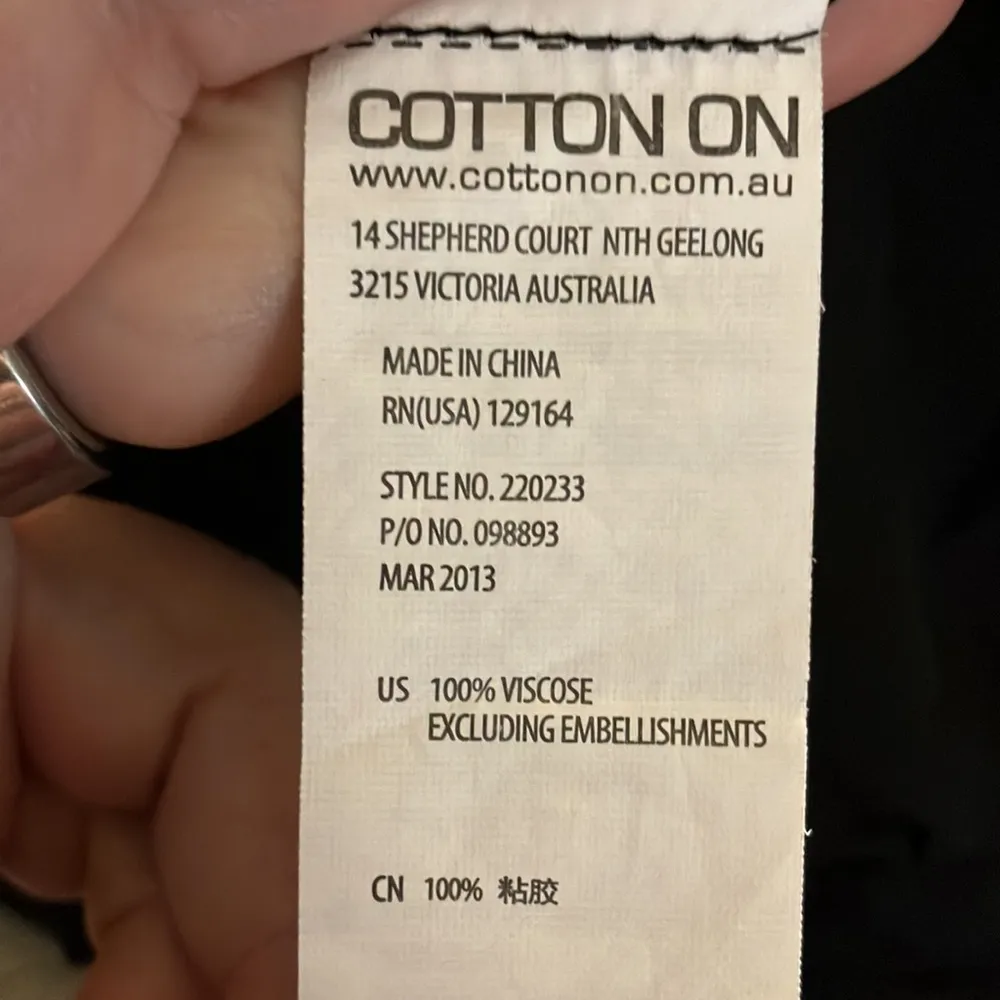 COTTON ON
www.cottonon.com.au
14 SHEPHERD COURT NTH GEELONG
3215 VICTORIA AUSTRALIA
MADE IN CHINA
RN(USA) 129164
STYLE NO. 220233
P/O NO. 098893
MAR 2013
US 100% VISCOSE
EXCLUDING EMBELLISHMENTS
CN 100% 粘胶